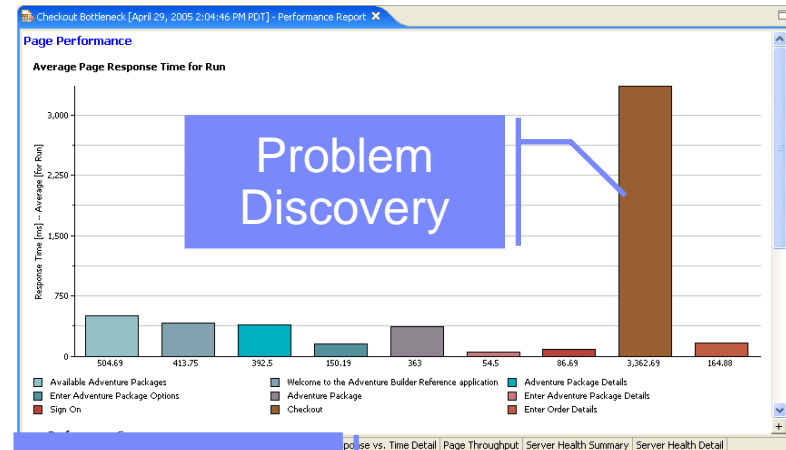 Checkout Bottleneck [April 29, 2005 2:04:46 PM PDT] - Performance Report
Page Performance
Average Page Response Time for Run
Response Time [ms] -- Average [for Run]
3,000
2,250
1,500
750
0
Problem
Discovery
504.69 413.75 392.5 150.19 363 54.5 86.69 3,362.69 164.88
Available Adventure Packages Welcome to the Adventure Builder Reference application Adventure Package Details
Enter Adventure Package Options Adventure Package Enter Adventure Package Details
Sign On Checkout Enter Order Details
vs. Time Detail Page Throughput Server Health Summary Server Health Detail